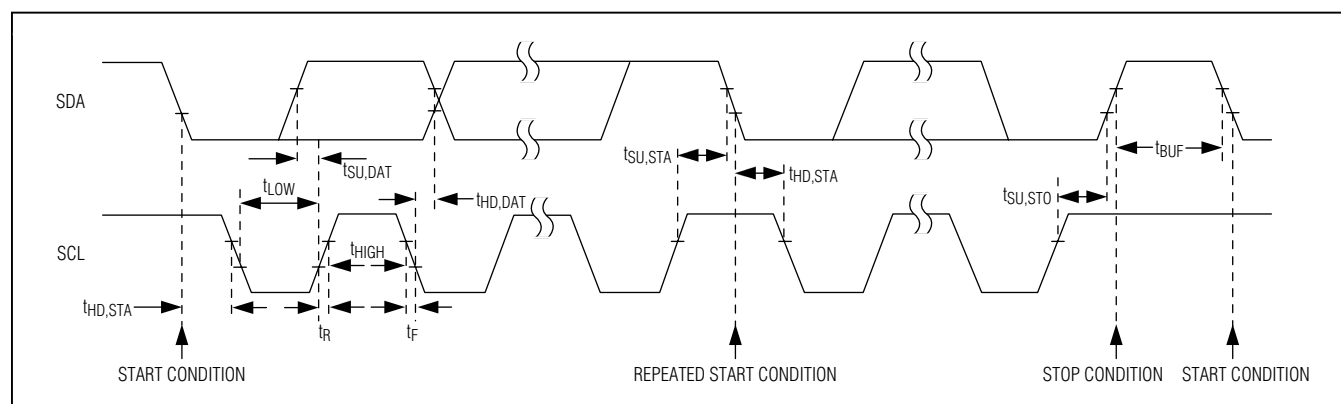 SDA
tSU,DAT
tLOW
tHD,DAT
tSU,STA
tHD,STA
tBUF
tSU,STO
SCL
tHIGH
tHD,STA
tR
tF
START CONDITION
REPEATED START CONDITION
STOP CONDITION
START CONDITION